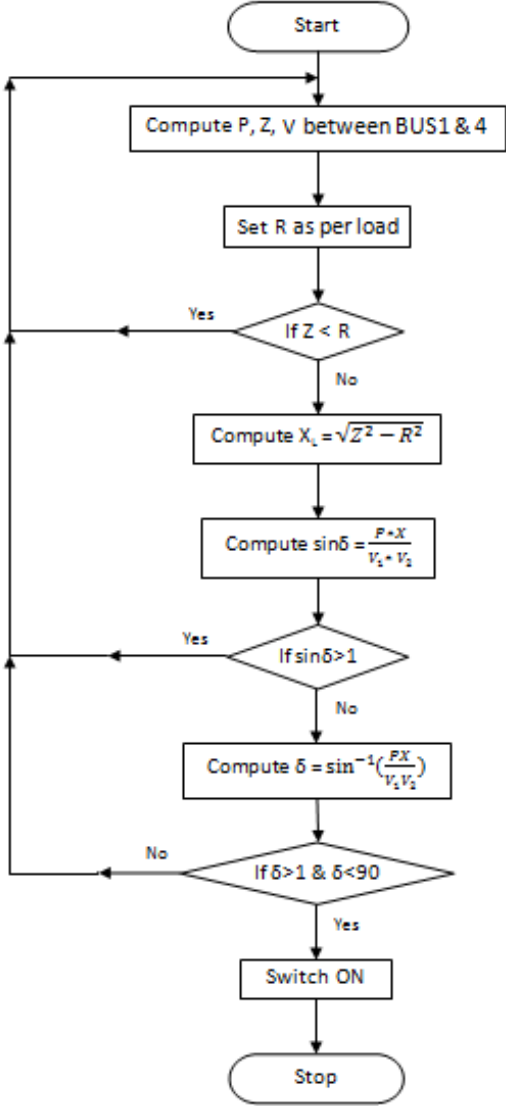 Start
Compute P, Z, V between BUS1 & 4
Set R as per load
Yes
If Z < R
No
Compute X_L = √(Z² − R²)
Compute sinδ = (P*X)/(V₁* V₂)
Yes
If sinδ>1
No
Compute δ = sin⁻¹(PX/(V₁V₂))
No
If δ>1 & δ<90
Yes
Switch ON
Stop